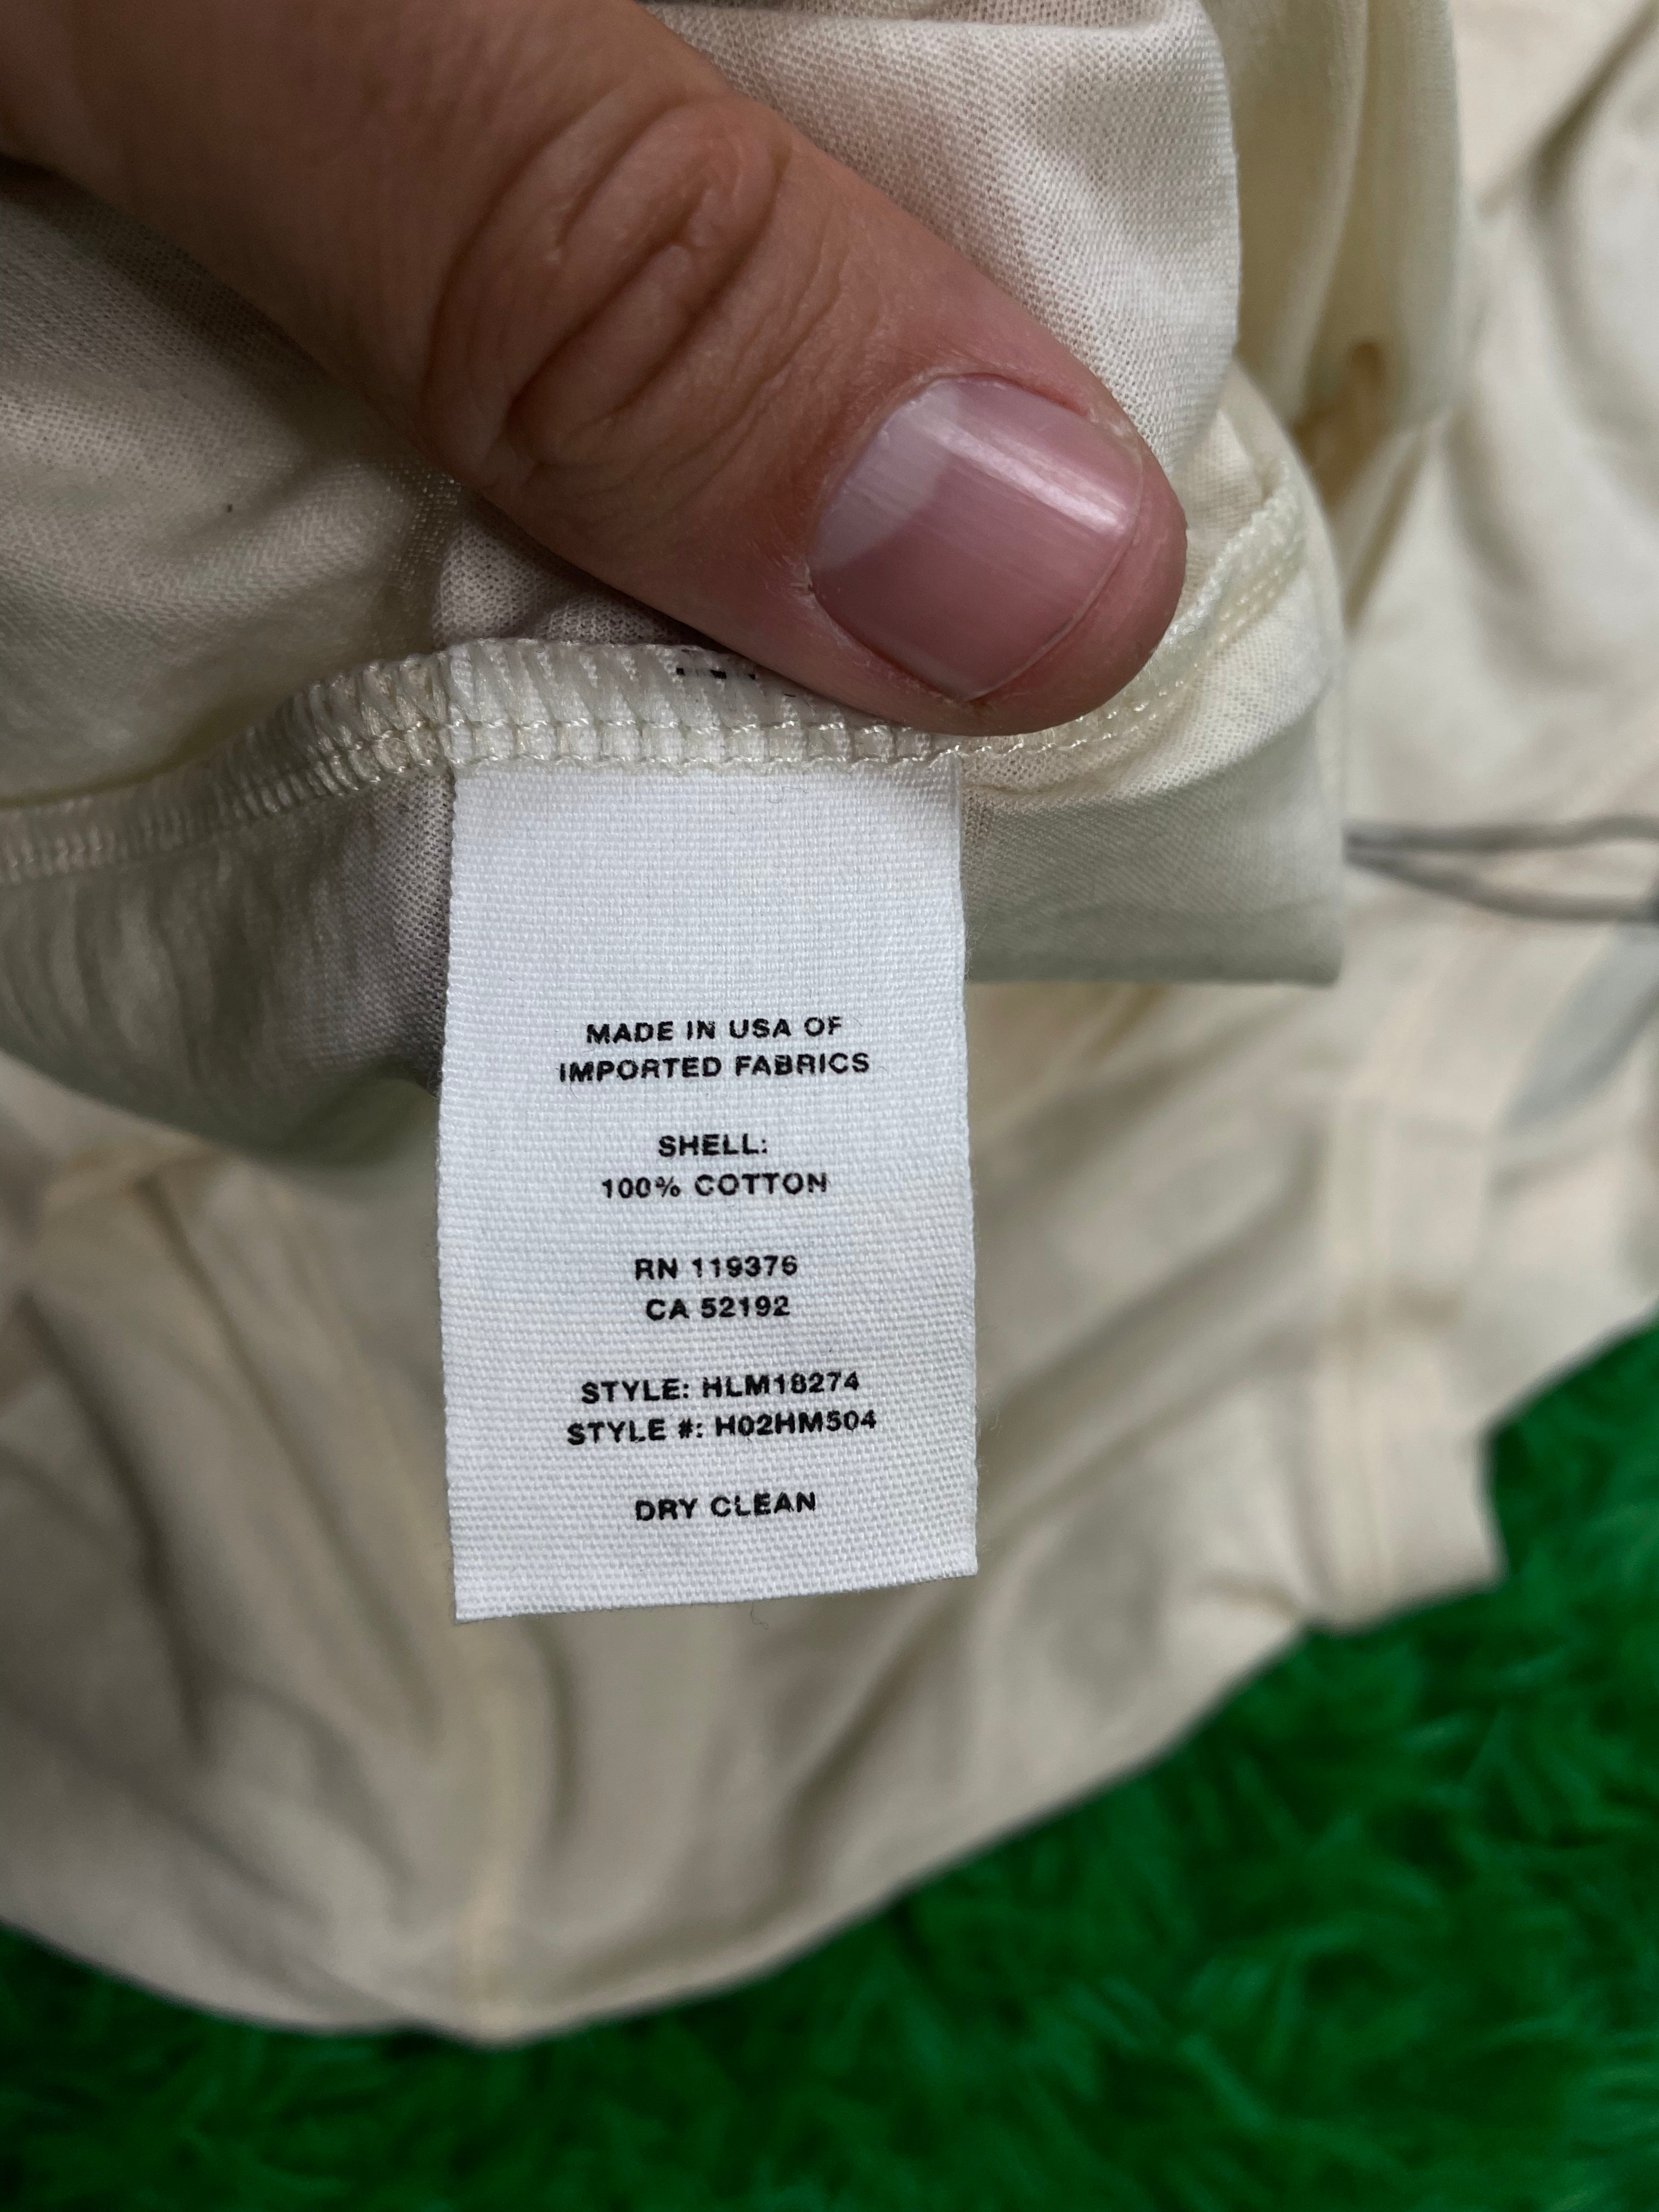 MADE IN USA OF
IMPORTED FABRICS
SHELL:
100% COTTON
RN 119376
CA 52192
STYLE: HLM18274
STYLE #: H02HM504
DRY CLEAN